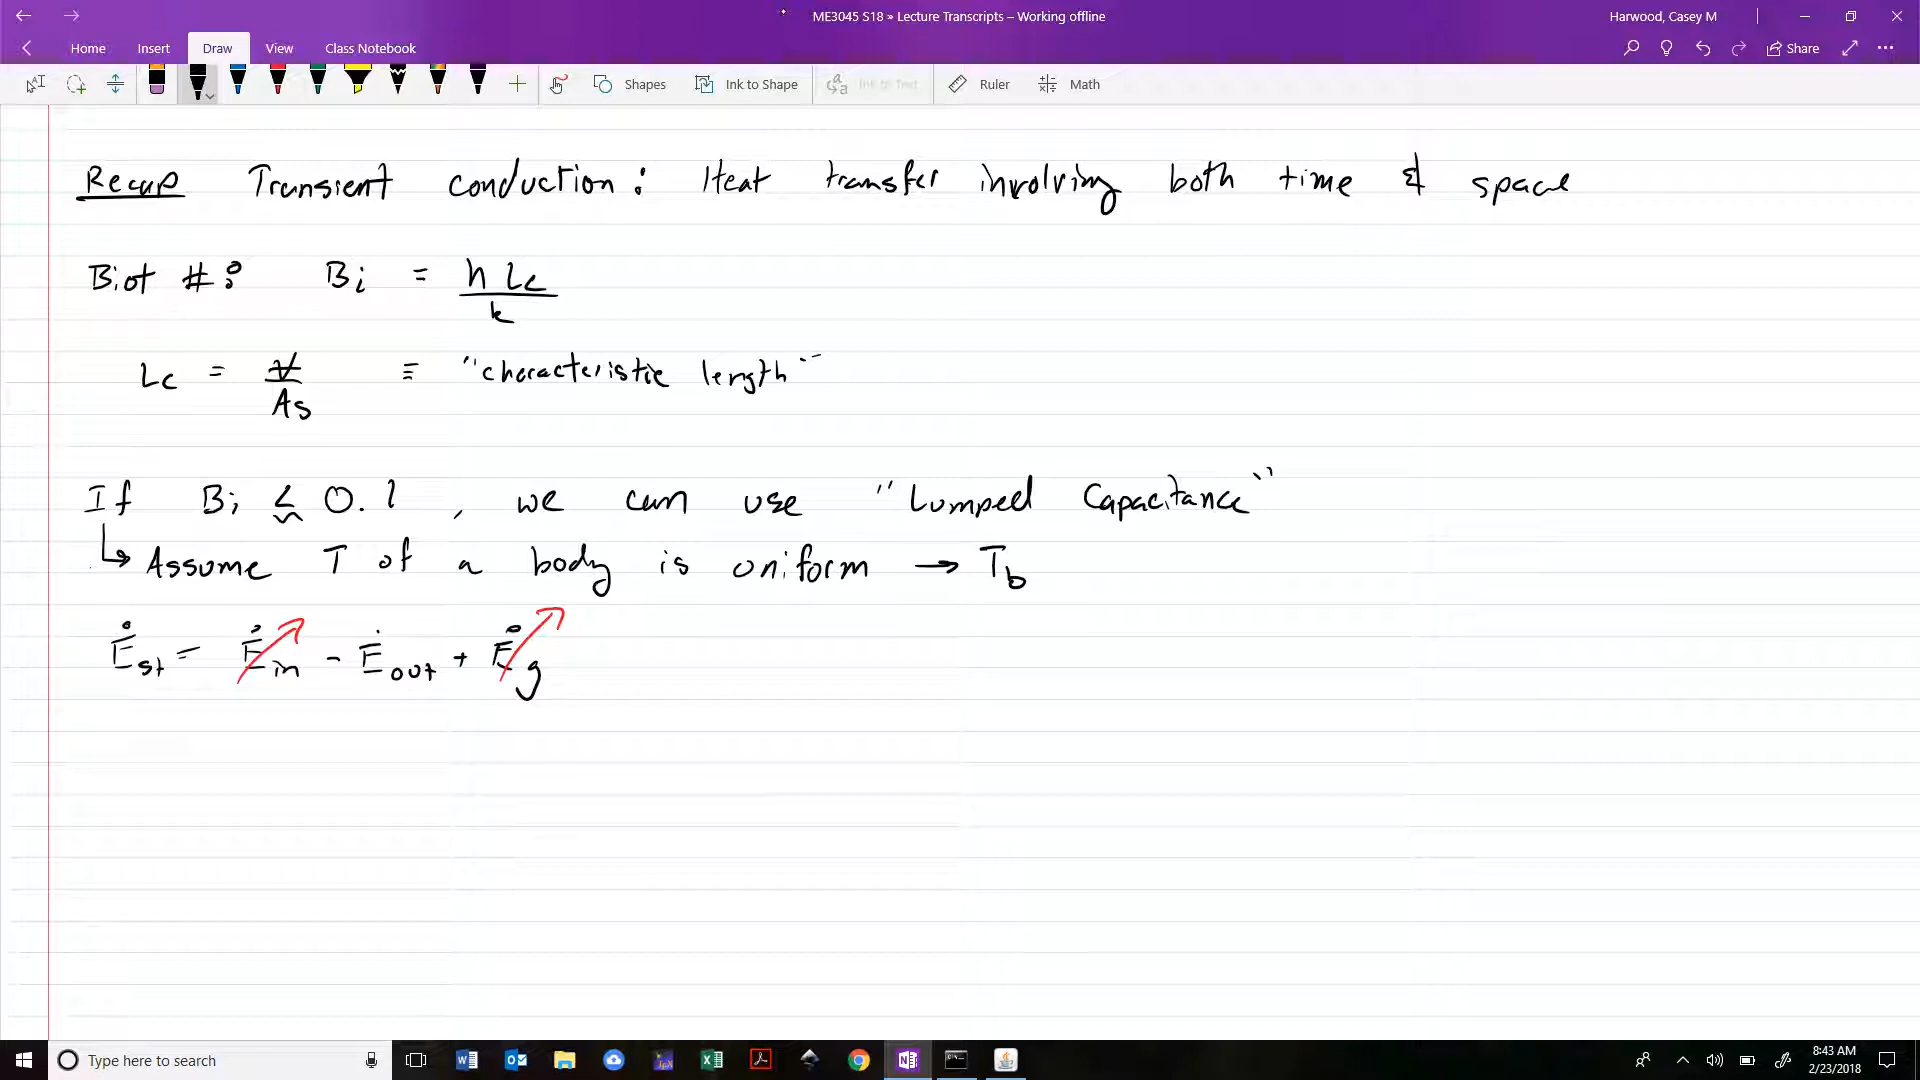 ME3045 S18 » Lecture Transcripts – Working offline
Harwood, Casey M
Home Insert Draw View Class Notebook
Share
Shapes Ink to Shape Ink to Text Ruler Math
Recap Transient conduction: Heat transfer involving both time & space
Biot #: Bi = h Lc / k
Lc = V / As ≡ "characteristic length"
If Bi ≲ 0.1, we can use "Lumped Capacitance"
↳ Assume T of a body is uniform → Tb
Ėst = Ėin - Ėout + Ėg
Type here to search
8:43 AM
2/23/2018